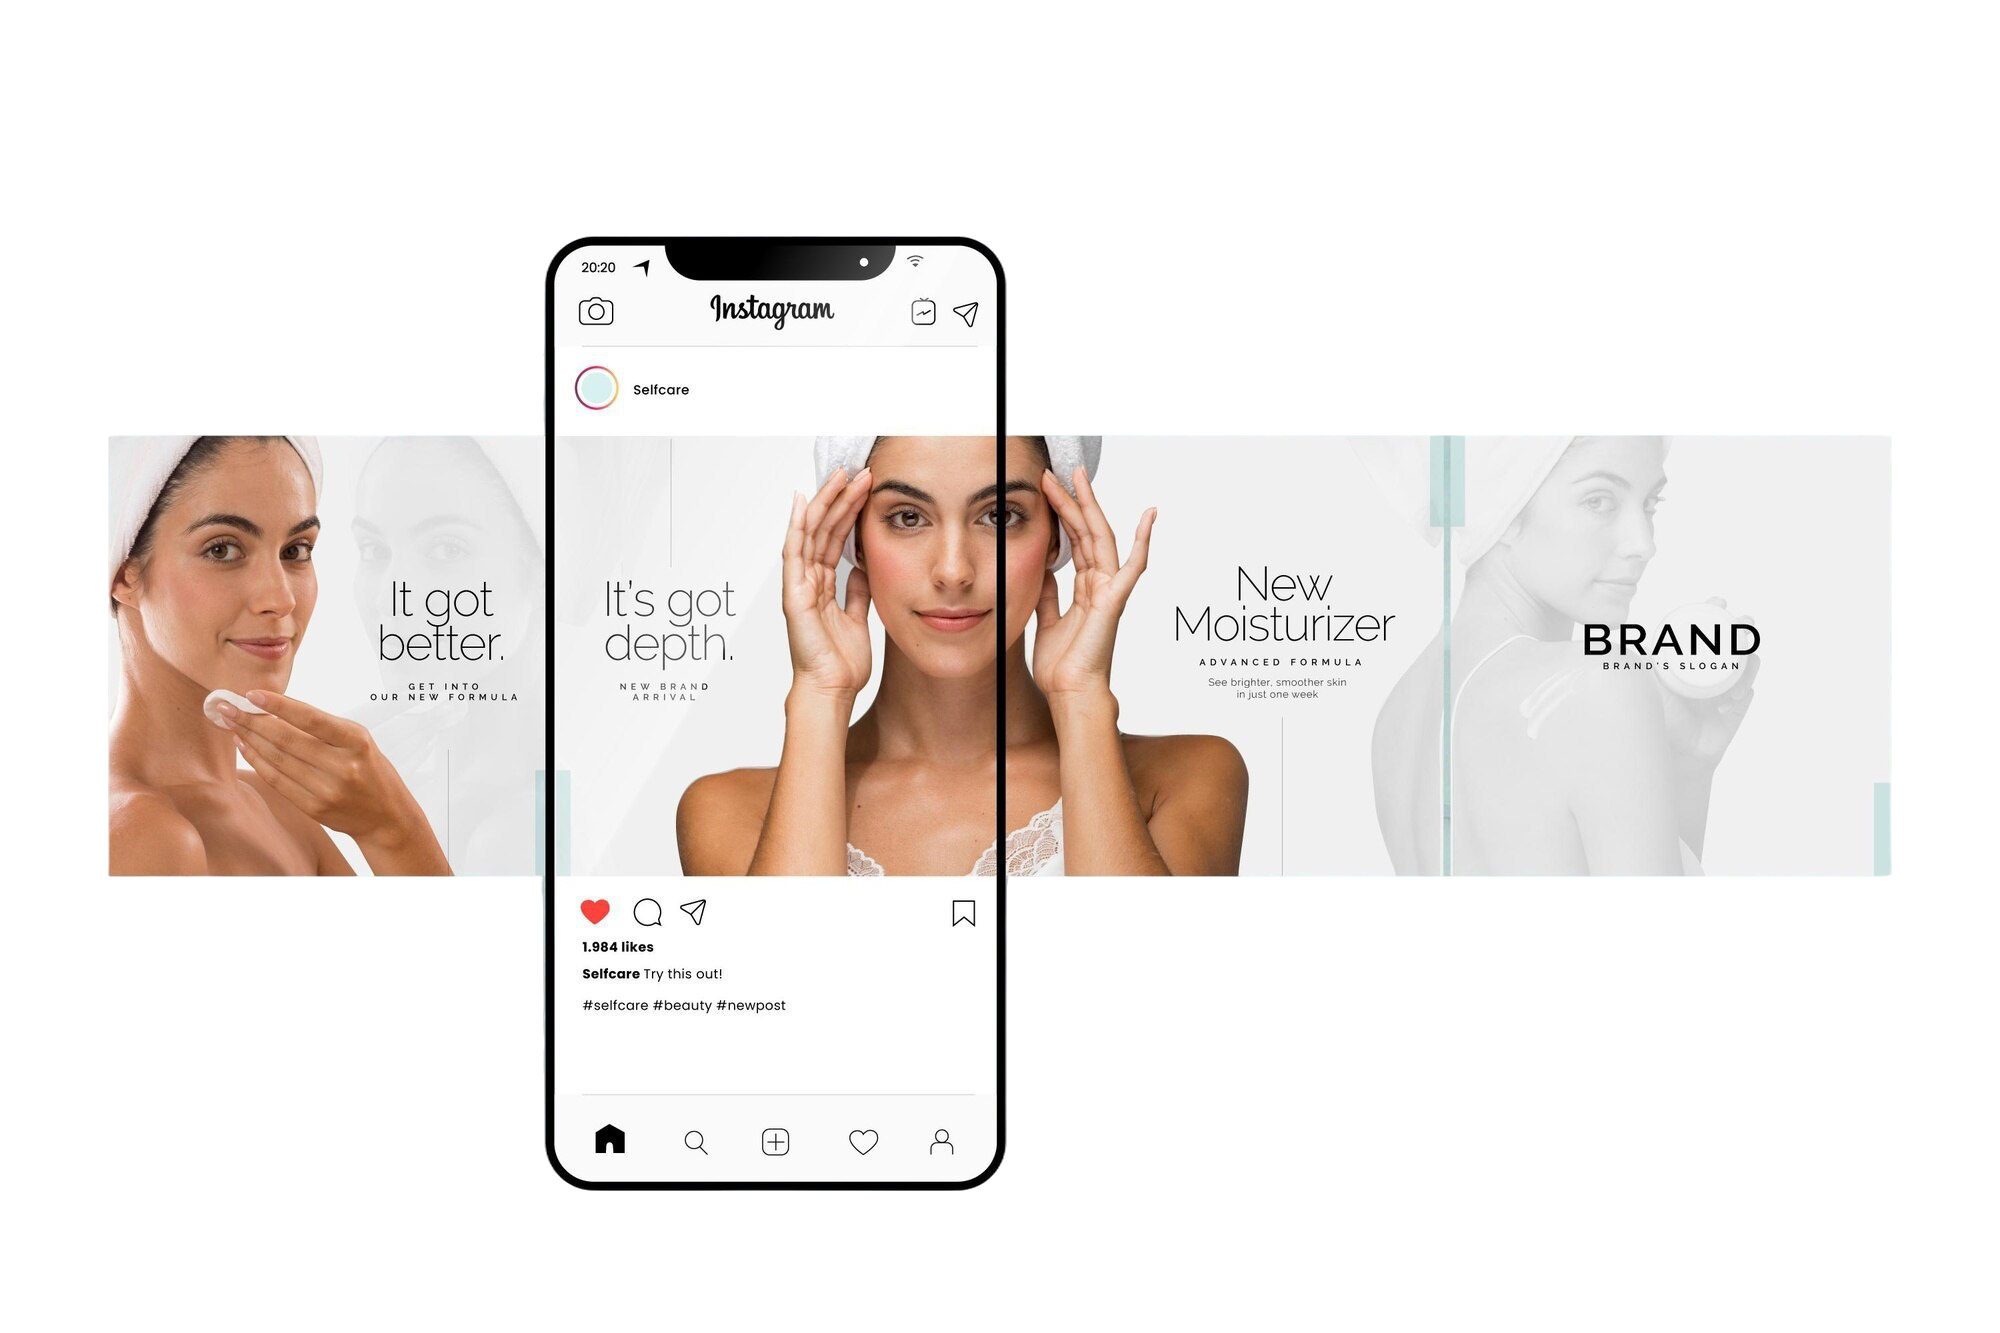 20:20
Instagram
Selfcare
It got
better.
GET INTO
OUR NEW FORMULA
It's got
depth.
NEW BRAND
ARRIVAL
New
Moisturizer
ADVANCED FORMULA
See brighter, smoother skin
in just one week
BRAND
BRAND'S SLOGAN
1.984 likes
Selfcare Try this out!
#selfcare #beauty #newpost